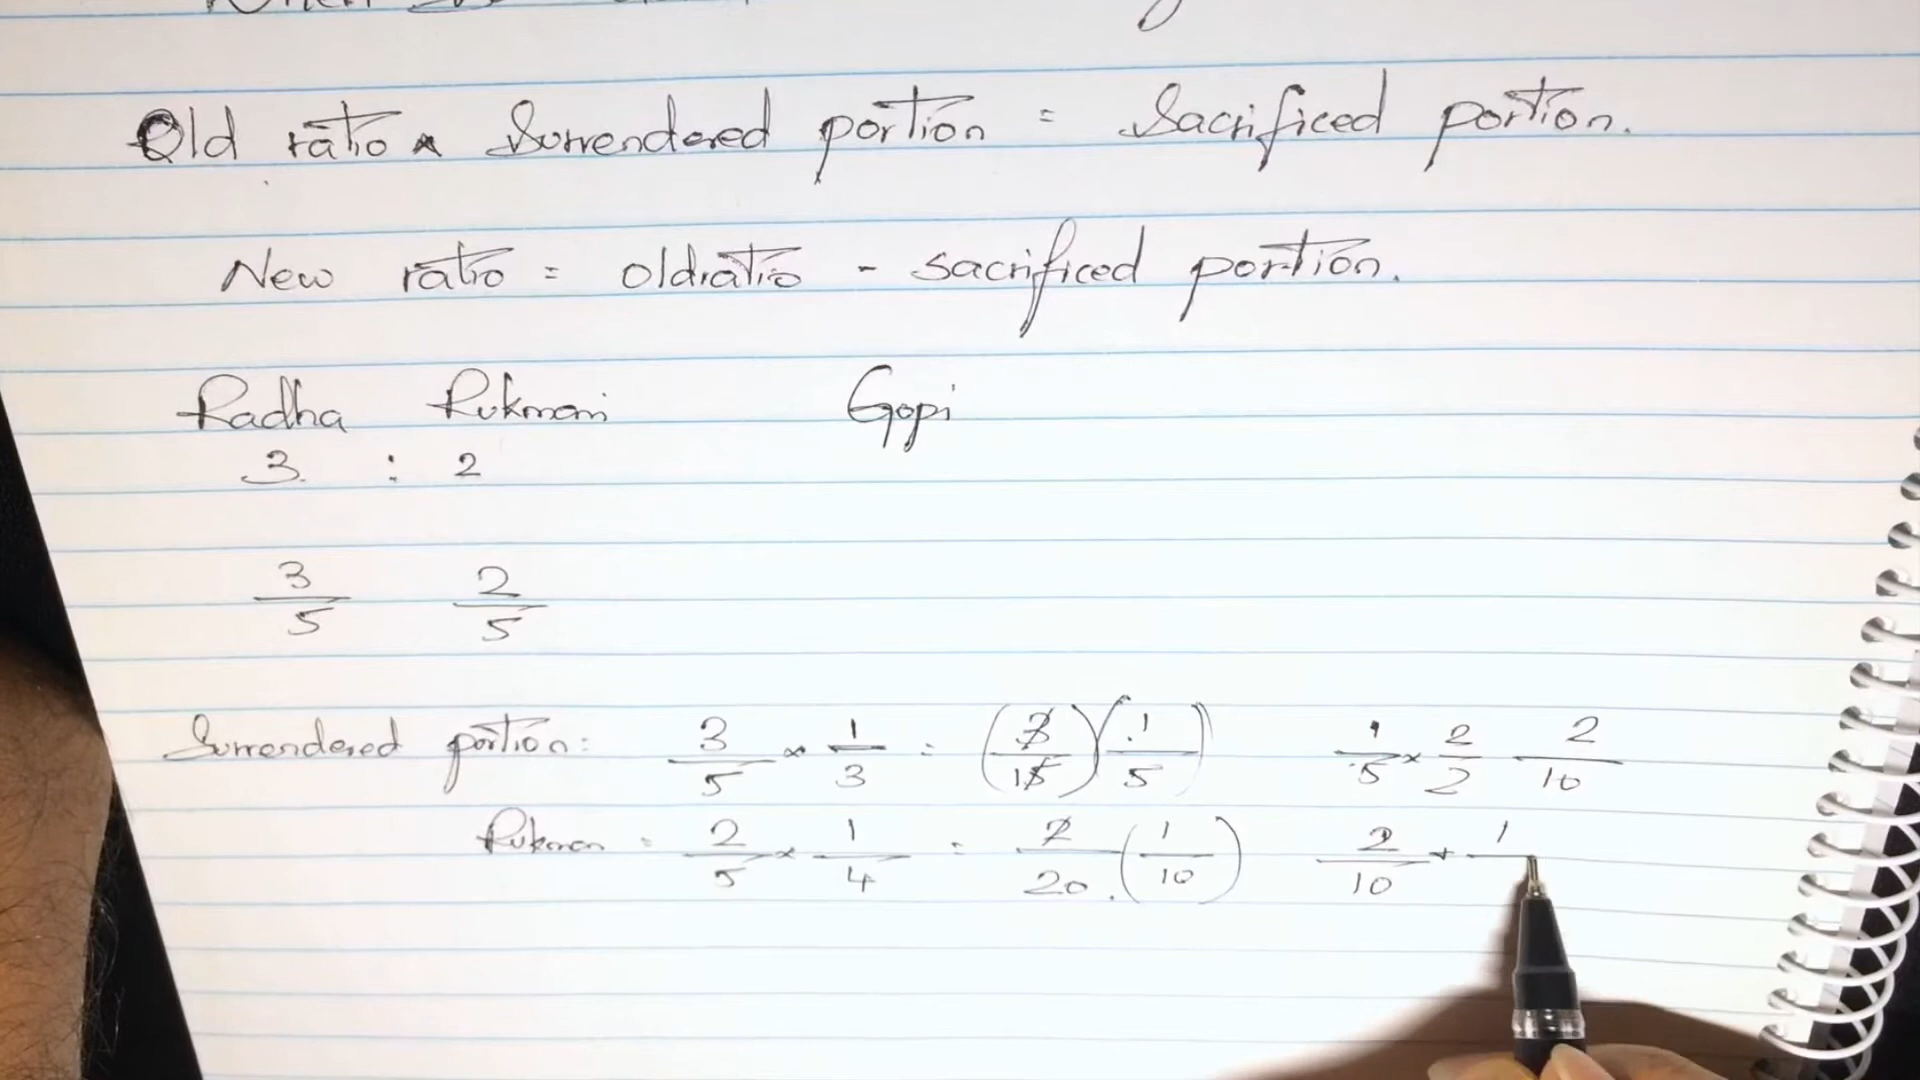 When
Old ratio × Surrendered portion = Sacrificed portion.
New ratio = oldratio - sacrificed portion.
Radha Rukmani Gopi
3 : 2
3/5 2/5
Surrendered portion: 3/5 × 1/3 = (3/15)(1/5) 1/5 × 2/2 2/10
Rukman = 2/5 × 1/4 = 2/20 (1/10) 2/10 + 1